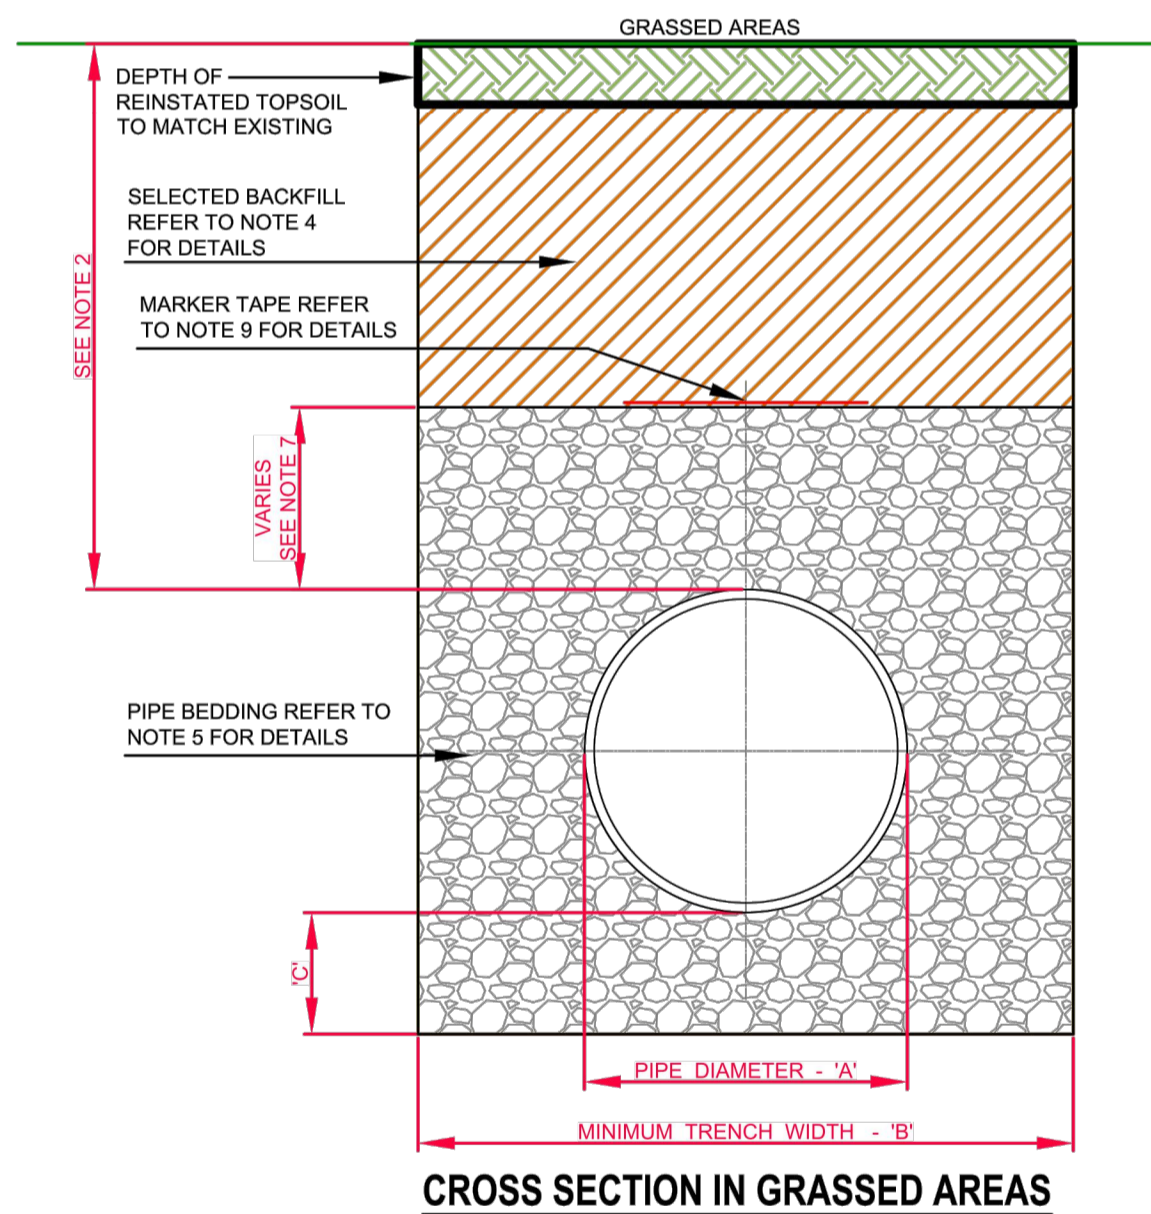 GRASSED AREAS
DEPTH OF
REINSTATED TOPSOIL
TO MATCH EXISTING
SELECTED BACKFILL
REFER TO NOTE 4
FOR DETAILS
SEE NOTE 2
MARKER TAPE REFER
TO NOTE 9 FOR DETAILS
VARIES
SEE NOTE 7
PIPE BEDDING REFER TO
NOTE 5 FOR DETAILS
'C'
PIPE DIAMETER - 'A'
MINIMUM TRENCH WIDTH - 'B'
CROSS SECTION IN GRASSED AREAS